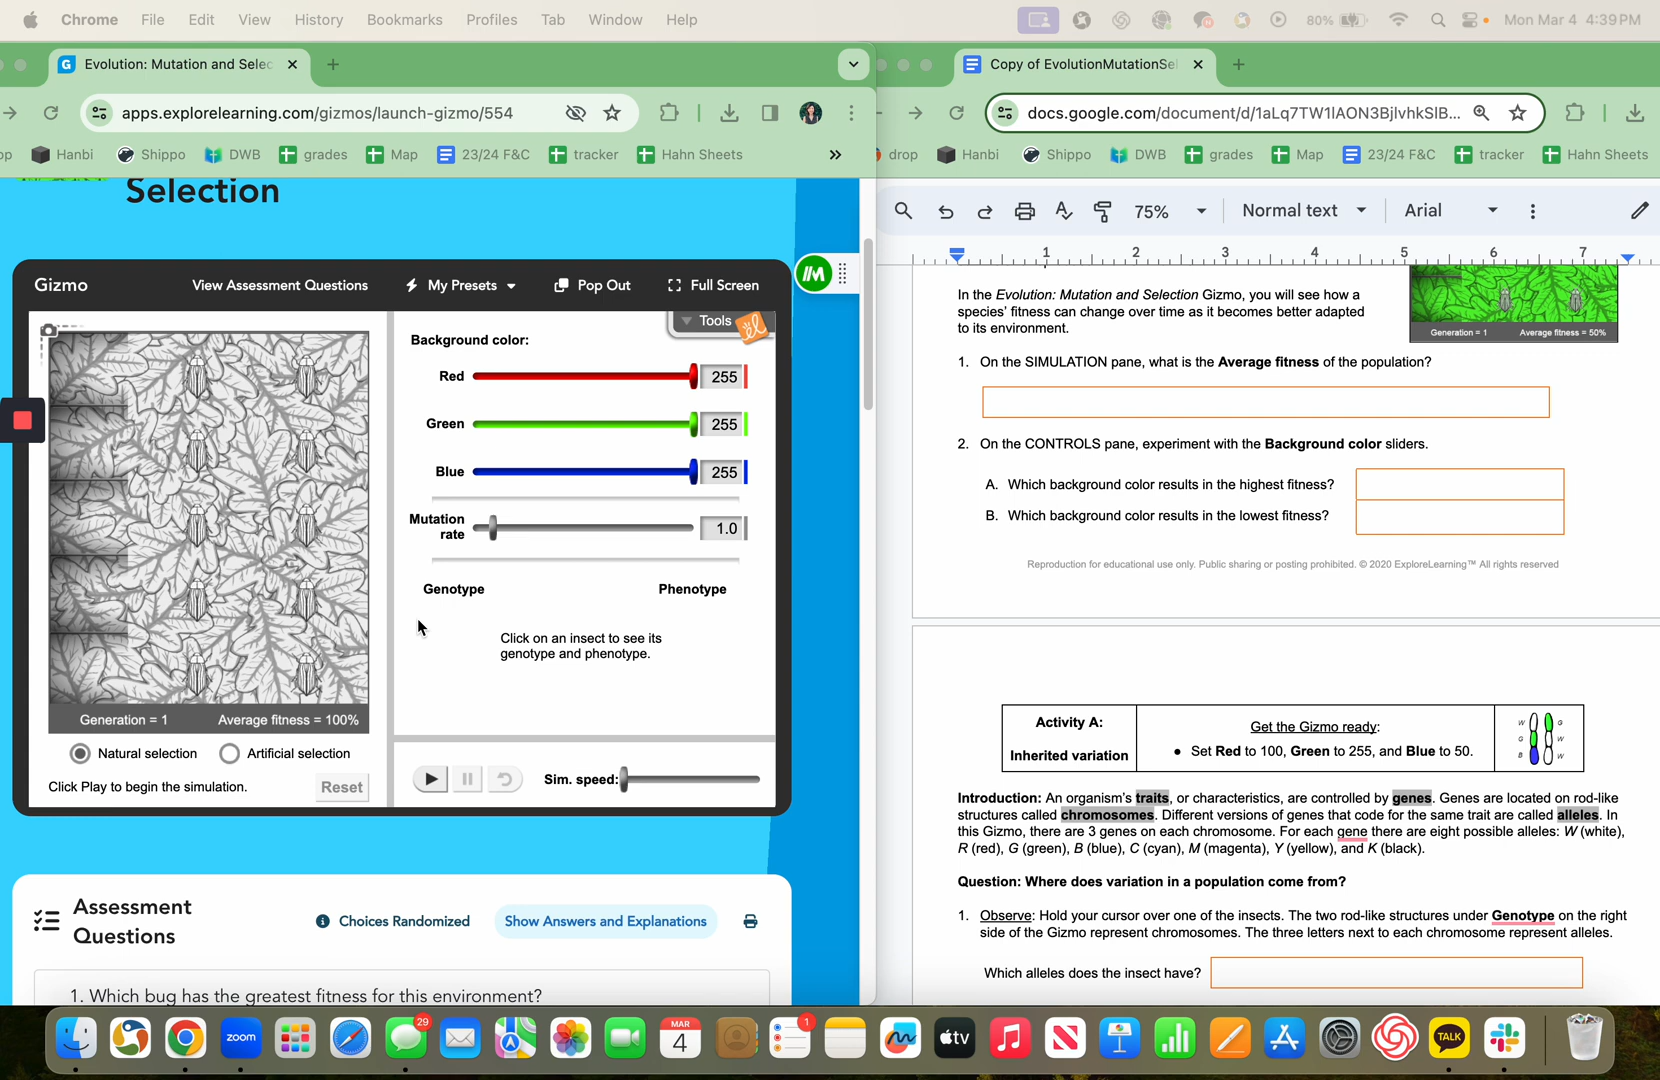 Chrome File Edit View History Bookmarks Profiles Tab Window Help
80% Mon Mar 4 4:39 PM
Evolution: Mutation and Selec
apps.explorelearning.com/gizmos/launch-gizmo/554
op Hanbi Shippo DWB grades Map 23/24 F&C tracker Hahn Sheets »
Selection
Gizmo View Assessment Questions My Presets Pop Out Full Screen
Tools
Background color:
Red 255
Green 255
Blue 255
Mutation
rate 1.0
Genotype Phenotype
Click on an insect to see its
genotype and phenotype.
Generation = 1 Average fitness = 100%
Natural selection Artificial selection
Click Play to begin the simulation. Reset
Sim. speed:
Assessment
Questions
Choices Randomized Show Answers and Explanations
1. Which bug has the greatest fitness for this environment?
Copy of EvolutionMutationSel
docs.google.com/document/d/1aLq7TW1lAON3BjlvhkSlB...
drop Hanbi Shippo DWB grades Map 23/24 F&C tracker Hahn Sheets
75% Normal text Arial
1 2 3 4 5 6 7
In the Evolution: Mutation and Selection Gizmo, you will see how a
species' fitness can change over time as it becomes better adapted
to its environment.
Generation = 1 Average fitness = 50%
1. On the SIMULATION pane, what is the Average fitness of the population?
2. On the CONTROLS pane, experiment with the Background color sliders.
A. Which background color results in the highest fitness?
B. Which background color results in the lowest fitness?
Reproduction for educational use only. Public sharing or posting prohibited. © 2020 ExploreLearning™ All rights reserved
Activity A:
Inherited variation
Get the Gizmo ready:
• Set Red to 100, Green to 255, and Blue to 50.
W G
G W
B W
Introduction: An organism's traits, or characteristics, are controlled by genes. Genes are located on rod-like
structures called chromosomes. Different versions of genes that code for the same trait are called alleles. In
this Gizmo, there are 3 genes on each chromosome. For each gene there are eight possible alleles: W (white),
R (red), G (green), B (blue), C (cyan), M (magenta), Y (yellow), and K (black).
Question: Where does variation in a population come from?
1. Observe: Hold your cursor over one of the insects. The two rod-like structures under Genotype on the right
side of the Gizmo represent chromosomes. The three letters next to each chromosome represent alleles.
Which alleles does the insect have?
zoom 29 MAR 4 1 tv TALK